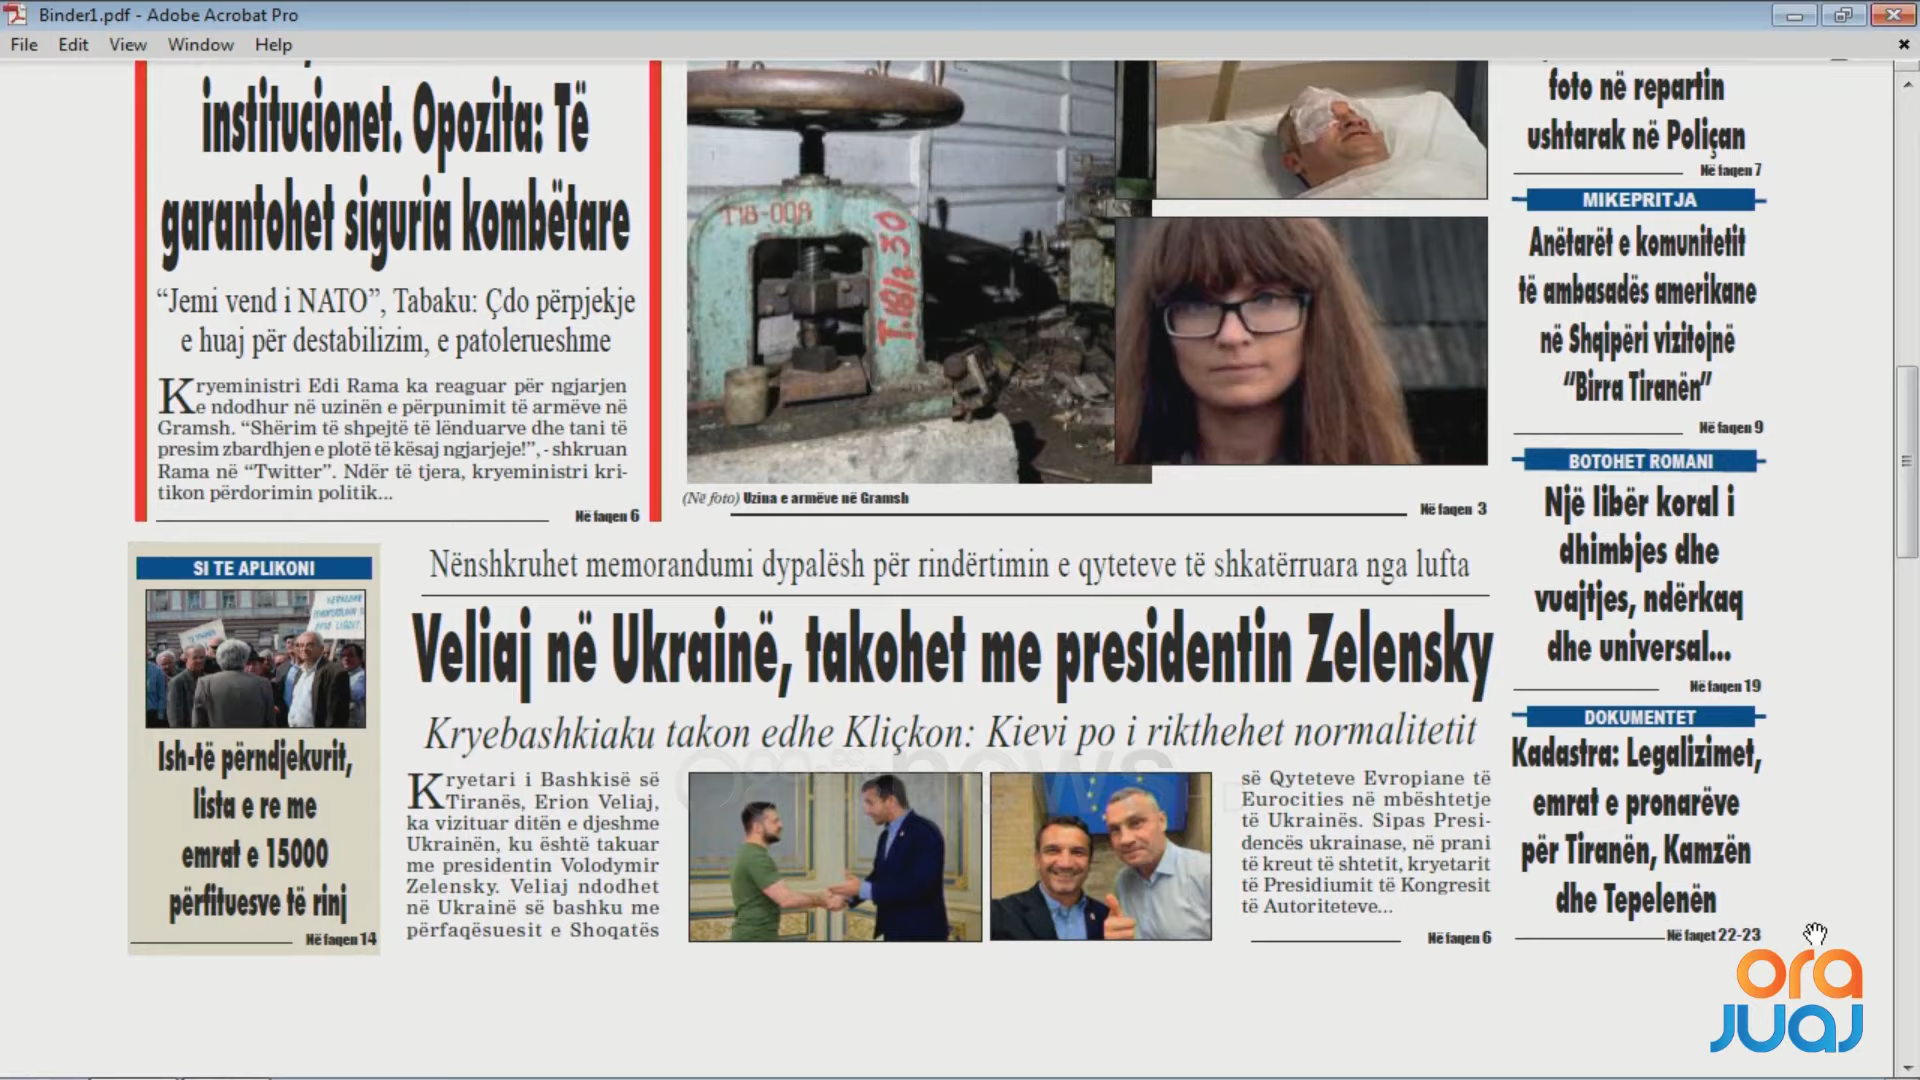 Binder1.pdf - Adobe Acrobat Pro
File Edit View Window Help
institucionet. Opozita: Të
garantohet siguria kombëtare
“Jemi vend i NATO”, Tabaku: Çdo përpjekje
e huaj për destabilizim, e patolerueshme
Kryeministri Edi Rama ka reaguar për ngjarjen
e ndodhur në uzinën e përpunimit të armëve në
Gramsh. “Shërim të shpejtë të lënduarve dhe tani të
presim zbardhjen e plotë të kësaj ngjarjeje!”, - shkruan
Rama në “Twitter”. Ndër të tjera, kryeministri kri-
tikon përdorimin politik...
Në faqen 6
T18-008
T.18/1.30
(Në foto) Uzina e armëve në Gramsh
Në faqen 3
foto në repartin
ushtarak në Poliçan
Në faqen 7
MIKEPRITJA
Anëtarët e komunitetit
të ambasadës amerikane
në Shqipëri vizitojnë
“Birra Tiranën”
Në faqen 9
BOTOHET ROMANI
Një libër koral i
dhimbjes dhe
vuajtjes, ndërkaq
dhe universal...
Në faqen 19
DOKUMENTET
Kadastra: Legalizimet,
emrat e pronarëve
për Tiranën, Kamzën
dhe Tepelenën
Në faqet 22-23
SI TE APLIKONI
Ish-të përndjekurit,
lista e re me
emrat e 15000
përfituesve të rinj
Në faqen 14
Nënshkruhet memorandumi dypalësh për rindërtimin e qyteteve të shkatërruara nga lufta
Veliaj në Ukrainë, takohet me presidentin Zelensky
Kryebashkiaku takon edhe Kliçkon: Kievi po i rikthehet normalitetit
Kryetari i Bashkisë së
Tiranës, Erion Veliaj,
ka vizituar ditën e djeshme
Ukrainën, ku është takuar
me presidentin Volodymir
Zelensky. Veliaj ndodhet
në Ukrainë së bashku me
përfaqësuesit e Shoqatës
së Qyteteve Evropiane të
Eurocities në mbështetje
të Ukrainës. Sipas Presi-
dencës ukrainase, në prani
të kreut të shtetit, kryetarit
të Presidiumit të Kongresit
të Autoriteteve...
Në faqen 6
news
ora
juaj